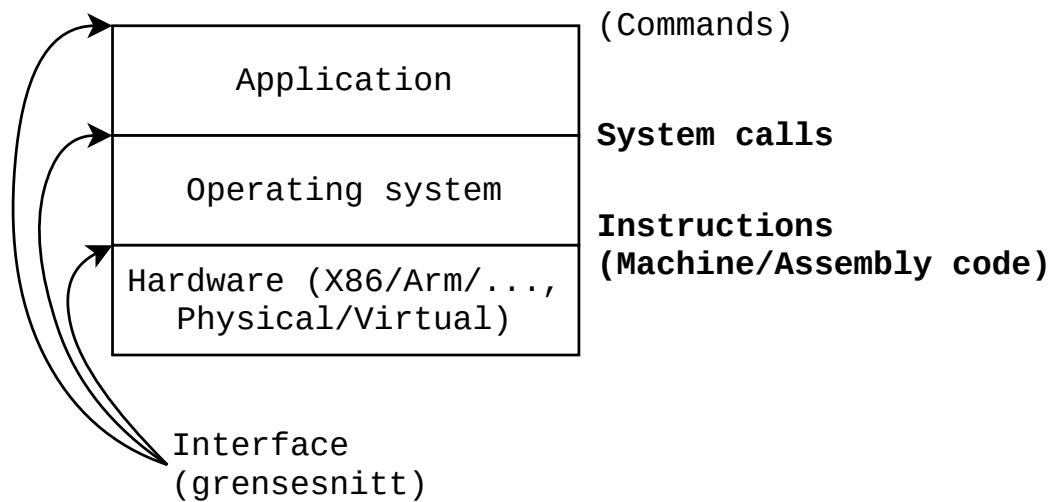 (Commands)
Application
System calls
Operating system
Instructions
(Machine/Assembly code)
Hardware (X86/Arm/...,
Physical/Virtual)
Interface
(grensesnitt)